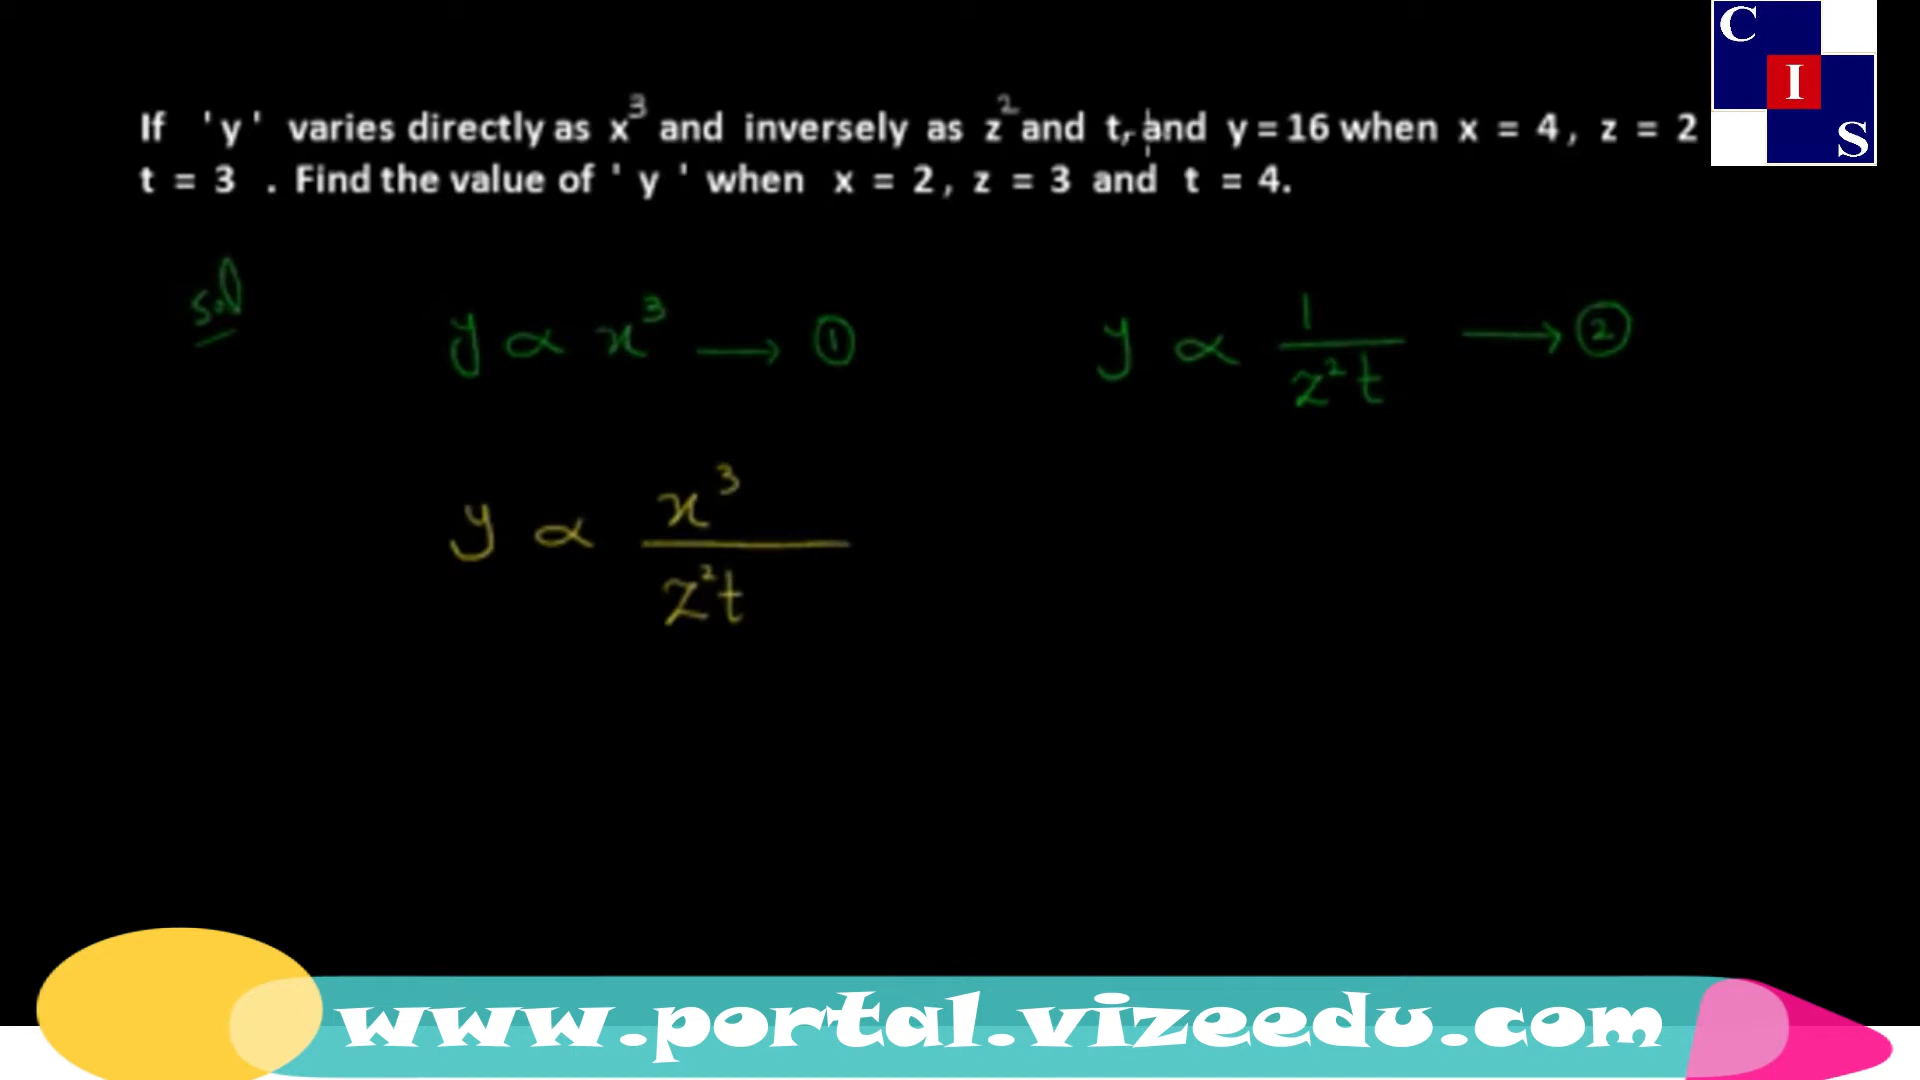 If 'y' varies directly as x³ and inversely as z² and t, and y = 16 when x = 4, z = 2
t = 3 . Find the value of 'y' when x = 2, z = 3 and t = 4.
C
I
S
sol
y ∝ x³ → ①
y ∝ 1/z²t → ②
y ∝ x³/z²t
www.portal.vizeedu.com